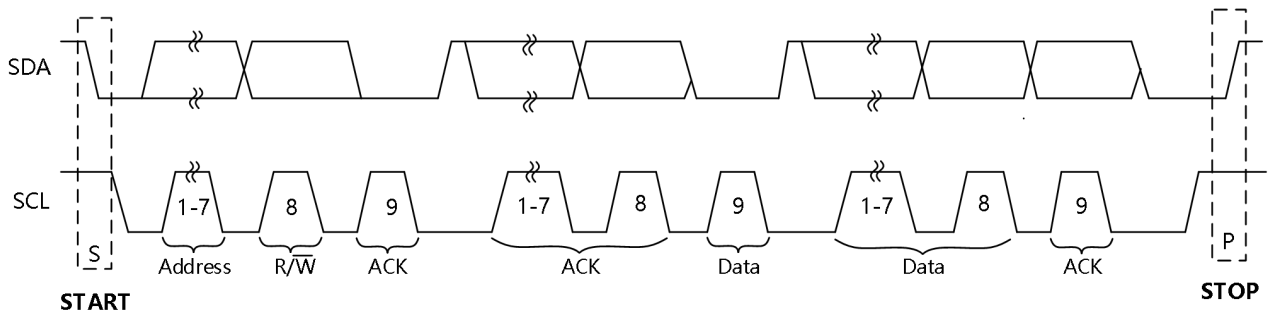 SDA
SCL
1-7 8 9 1-7 8 9 1-7 8 9
S P
Address R/W̅ ACK ACK Data Data ACK
START STOP